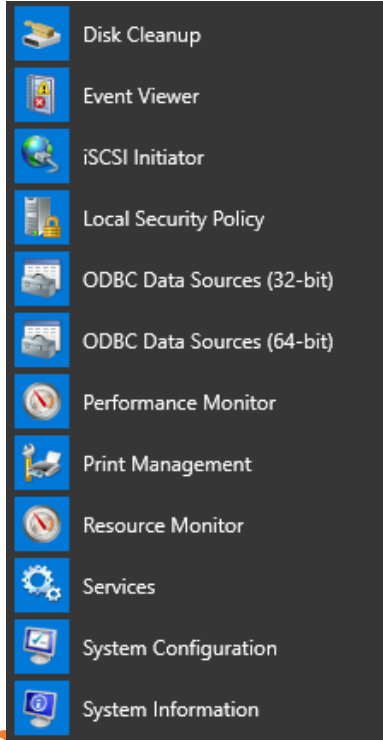 Disk Cleanup
Event Viewer
iSCSI Initiator
Local Security Policy
ODBC Data Sources (32-bit)
ODBC Data Sources (64-bit)
Performance Monitor
Print Management
Resource Monitor
Services
System Configuration
System Information